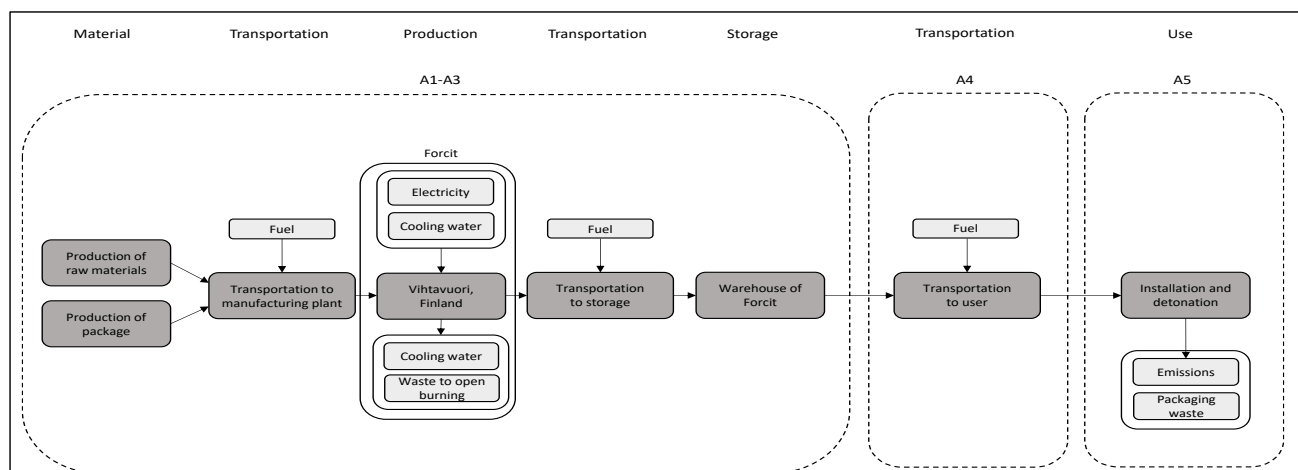 Material
Transportation
Production
Transportation
Storage
Transportation
Use
A1-A3
A4
A5
Forcit
Electricity
Cooling water
Fuel
Fuel
Fuel
Production of
raw materials
Production of
package
Transportation to
manufacturing plant
Vihtavuori,
Finland
Transportation
to storage
Warehouse of
Forcit
Transportation
to user
Installation and
detonation
Cooling water
Waste to open
burning
Emissions
Packaging
waste